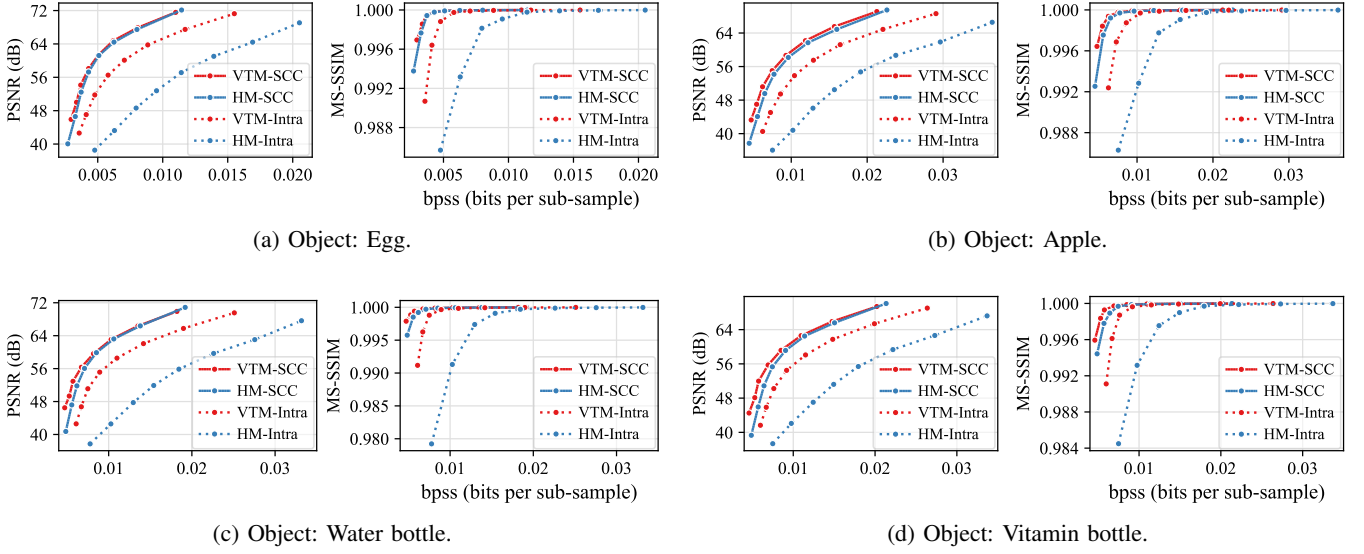 72
64
56
48
40
PSNR (dB)
0.005
0.010
0.015
0.020
VTM-SCC
HM-SCC
VTM-Intra
HM-Intra
1.000
0.996
0.992
0.988
MS-SSIM
0.005
0.010
0.015
0.020
bpss (bits per sub-sample)
VTM-SCC
HM-SCC
VTM-Intra
HM-Intra
(a) Object: Egg.
64
56
48
40
PSNR (dB)
0.01
0.02
0.03
VTM-SCC
HM-SCC
VTM-Intra
HM-Intra
1.000
0.996
0.992
0.988
MS-SSIM
0.01
0.02
0.03
bpss (bits per sub-sample)
VTM-SCC
HM-SCC
VTM-Intra
HM-Intra
(b) Object: Apple.
72
64
56
48
40
PSNR (dB)
0.01
0.02
0.03
VTM-SCC
HM-SCC
VTM-Intra
HM-Intra
1.000
0.995
0.990
0.985
0.980
MS-SSIM
0.01
0.02
0.03
bpss (bits per sub-sample)
VTM-SCC
HM-SCC
VTM-Intra
HM-Intra
(c) Object: Water bottle.
64
56
48
40
PSNR (dB)
0.01
0.02
0.03
VTM-SCC
HM-SCC
VTM-Intra
HM-Intra
1.000
0.996
0.992
0.988
0.984
MS-SSIM
0.01
0.02
0.03
bpss (bits per sub-sample)
VTM-SCC
HM-SCC
VTM-Intra
HM-Intra
(d) Object: Vitamin bottle.